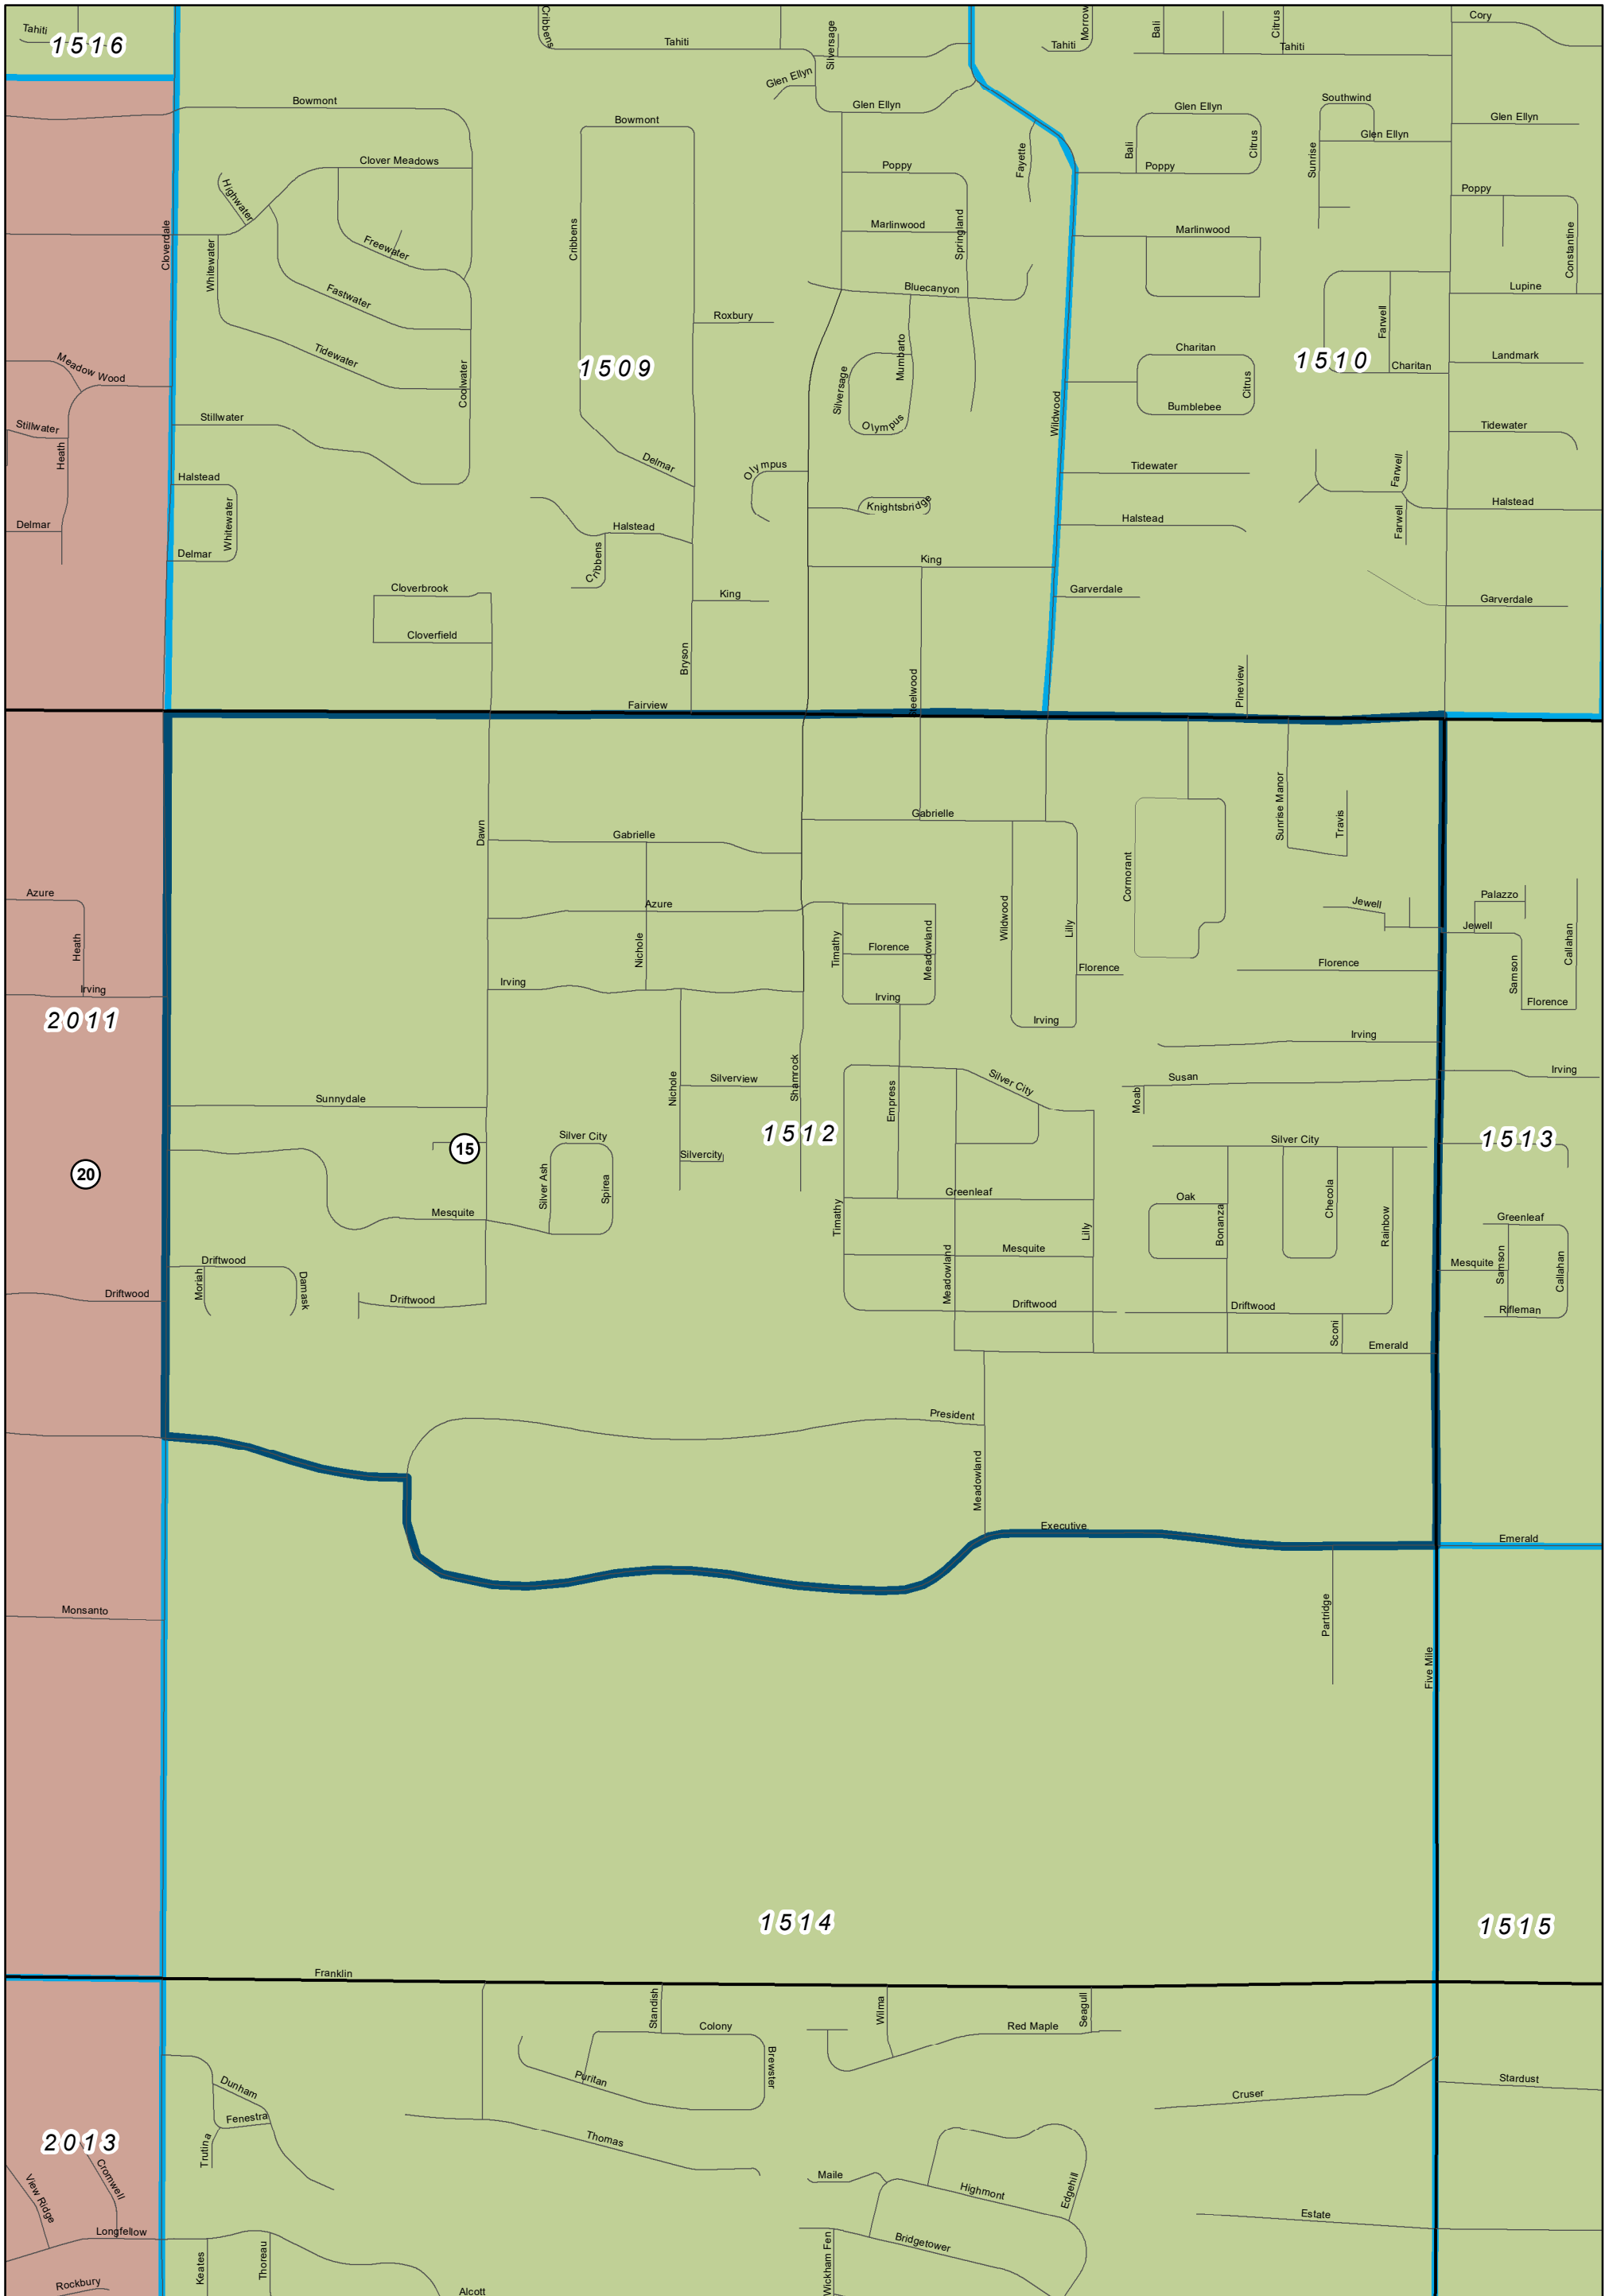 Tahiti
1516
Cribbens
Tahiti
Silversage
Glen Ellyn
Glen Ellyn
Morrow
Tahiti
Bali
Citrus
Tahiti
Cory
Bowmont
Bowmont
Clover Meadows
Highwater
Freewater
Cloverdale
Whitewater
Fastwater
Tidewater
Coolwater
Cribbens
Poppy
Marlinwood
Springland
Fayette
Bluecanyon
Roxbury
Mumbarto
Silversage
Olympus
1509
Glen Ellyn
Bali
Citrus
Poppy
Southwind
Glen Ellyn
Sunrise
Glen Ellyn
Poppy
Constantine
Marlinwood
Lupine
Farwell
Charitan
Charitan
1510
Landmark
Citrus
Bumblebee
Wildwood
Meadow Wood
Stillwater
Heath
Stillwater
Delmar
Olympus
Knightsbridge
Tidewater
Farwell
Tidewater
Halstead
Whitewater
Delmar
Delmar
Halstead
Cribbens
Halstead
Farwell
Halstead
King
King
Cloverbrook
Cloverfield
Garverdale
Garverdale
Bryson
Steelwood
Pineview
Fairview
Dawn
Gabrielle
Gabrielle
Cormorant
Sunrise Manor
Travis
Azure
Azure
Heath
Nichole
Timathy
Florence
Meadowland
Wildwood
Lilly
Florence
Jewell
Florence
Palazzo
Jewell
Samson
Callahan
Florence
Irving
Irving
Irving
Irving
Irving
Irving
2011
Nichole
Silverview
Shamrock
Empress
Silver City
Susan
Moab
Sunnydale
1512
15
20
Silver City
Silver Ash
Spirea
Silvercity
Silver City
1513
Greenleaf
Timathy
Lilly
Oak
Bonanza
Checola
Rainbow
Greenleaf
Mesquite
Mesquite
Meadowland
Mesquite
Samson
Callahan
Rifleman
Driftwood
Driftwood
Moriah
Damask
Driftwood
Driftwood
Driftwood
Sconi
Emerald
President
Meadowland
Executive
Emerald
Monsanto
Partridge
Five Mile
1514
1515
Franklin
Standish
Colony
Brewster
Puritan
Wilma
Red Maple
Seagull
Dunham
Fenestra
Trutina
Thomas
Cruser
Stardust
2013
Cromwell
View Ridge
Longfellow
Maile
Highmont
Edgehill
Bridgetower
Estate
Keates
Thoreau
Wickham Fen
Rockbury
Alcott
Delmar